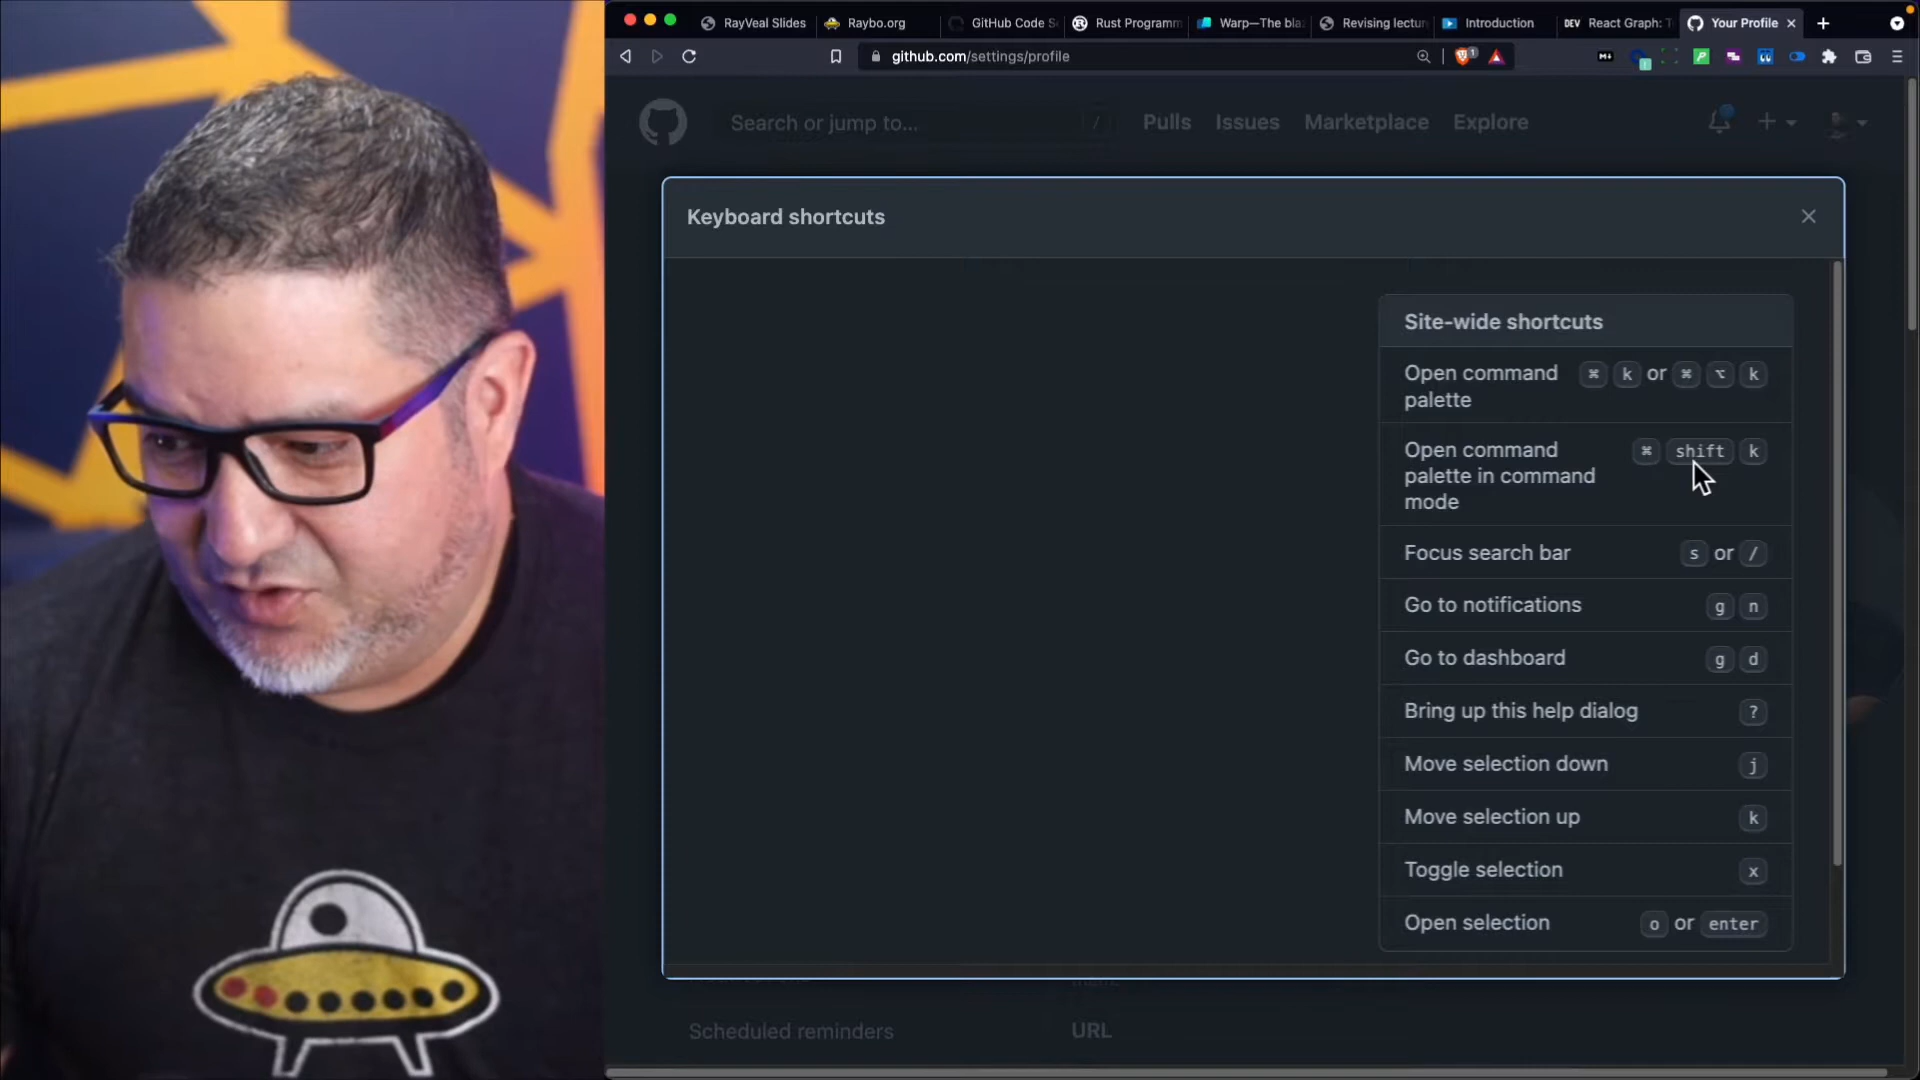 RayVeal Slides
Raybo.org
GitHub Code Se
Rust Programm
Warp—The bla
Revising lectur
Introduction
DEV React Graph: T
Your Profile
github.com/settings/profile
1
Search or jump to... /
Pulls Issues Marketplace Explore
Keyboard shortcuts
Site-wide shortcuts
Open command ⌘ k or ⌘ ⌥ k
palette
Open command ⌘ shift k
palette in command
mode
Focus search bar s or /
Go to notifications g n
Go to dashboard g d
Bring up this help dialog ?
Move selection down j
Move selection up k
Toggle selection x
Open selection o or enter
Scheduled reminders URL